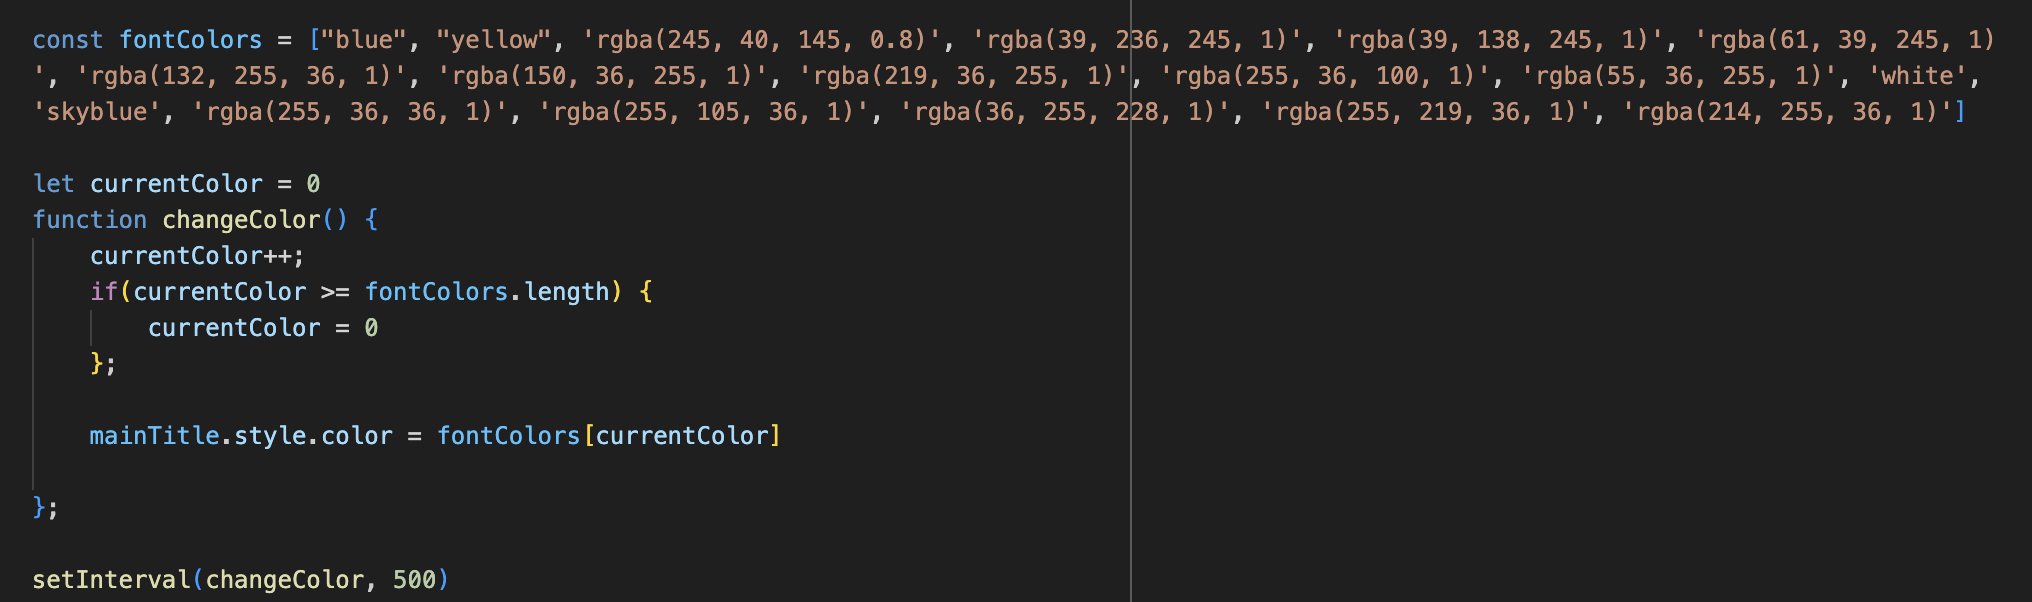 const fontColors = ["blue", "yellow", 'rgba(245, 40, 145, 0.8)', 'rgba(39, 236, 245, 1)', 'rgba(39, 138, 245, 1)', 'rgba(61, 39, 245, 1)
', 'rgba(132, 255, 36, 1)', 'rgba(150, 36, 255, 1)', 'rgba(219, 36, 255, 1)', 'rgba(255, 36, 100, 1)', 'rgba(55, 36, 255, 1)', 'white',
'skyblue', 'rgba(255, 36, 36, 1)', 'rgba(255, 105, 36, 1)', 'rgba(36, 255, 228, 1)', 'rgba(255, 219, 36, 1)', 'rgba(214, 255, 36, 1)']
let currentColor = 0
function changeColor() {
    currentColor++;
    if(currentColor >= fontColors.length) {
        currentColor = 0
    };
    mainTitle.style.color = fontColors[currentColor]
};
setInterval(changeColor, 500)